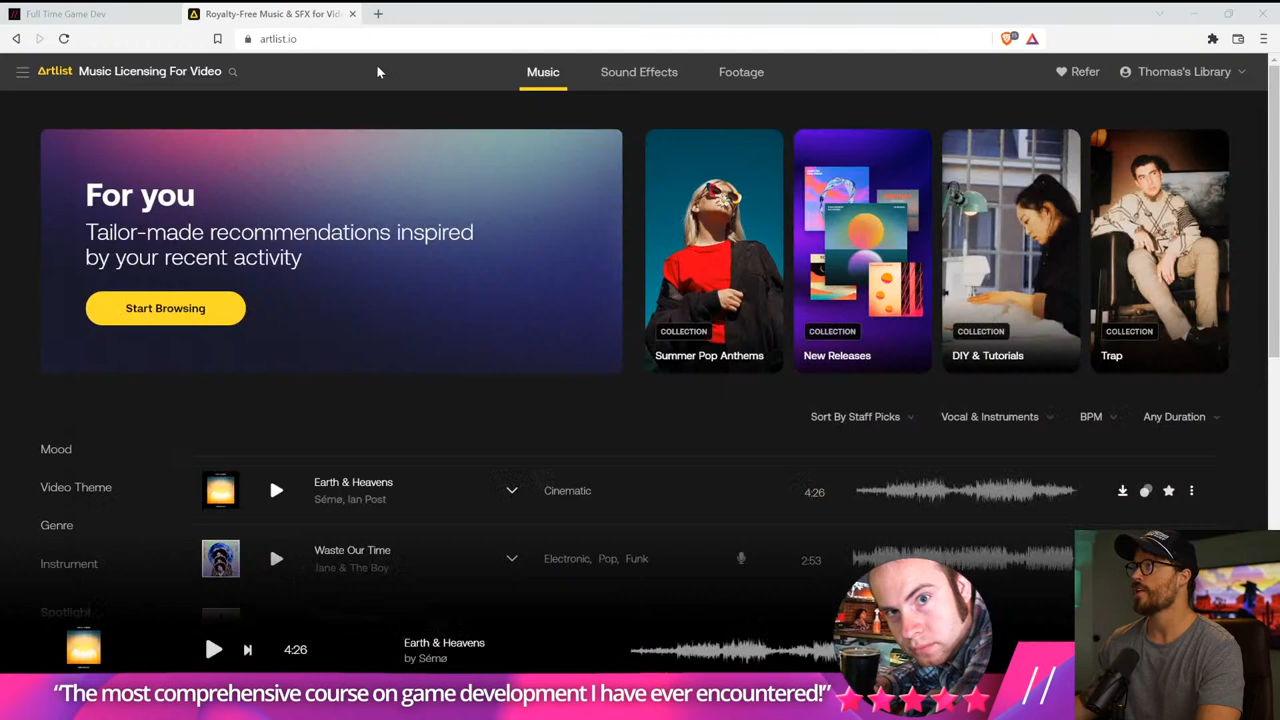 Full Time Game Dev
Royalty-Free Music & SFX for Vid
artlist.io
Artlist Music Licensing For Video
Music
Sound Effects
Footage
Refer
Thomas's Library
For you
Tailor-made recommendations inspired
by your recent activity
Start Browsing
COLLECTION
Summer Pop Anthems
COLLECTION
New Releases
COLLECTION
DIY & Tutorials
COLLECTION
Trap
Sort By Staff Picks
Vocal & Instruments
BPM
Any Duration
Mood
Video Theme
Genre
Instrument
Spotlight
Earth & Heavens
Sémø, Ian Post
Cinematic
4:26
Waste Our Time
Jane & The Boy
Electronic, Pop, Funk
2:53
4:26
Earth & Heavens
by Sémø
“The most comprehensive course on game development I have ever encountered!”
//